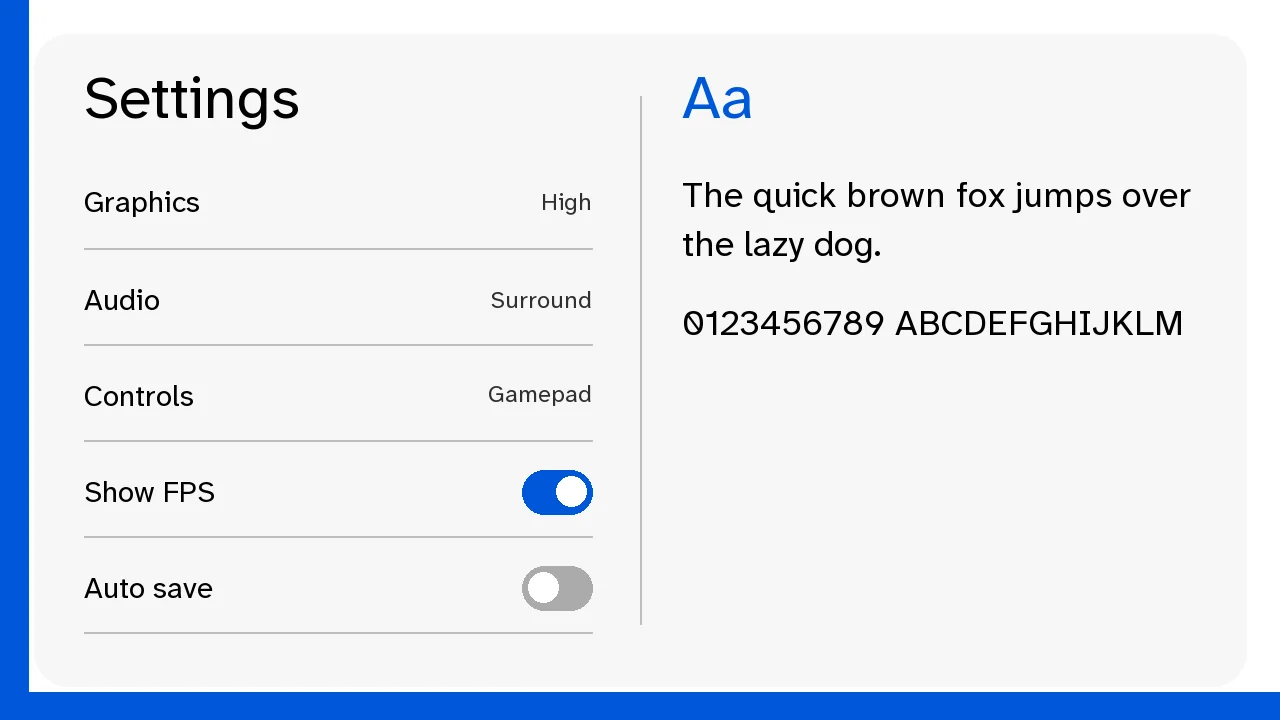 Settings
Graphics High
Audio Surround
Controls Gamepad
Show FPS
Auto save
Aa
The quick brown fox jumps over
the lazy dog.
0123456789 ABCDEFGHIJKLM